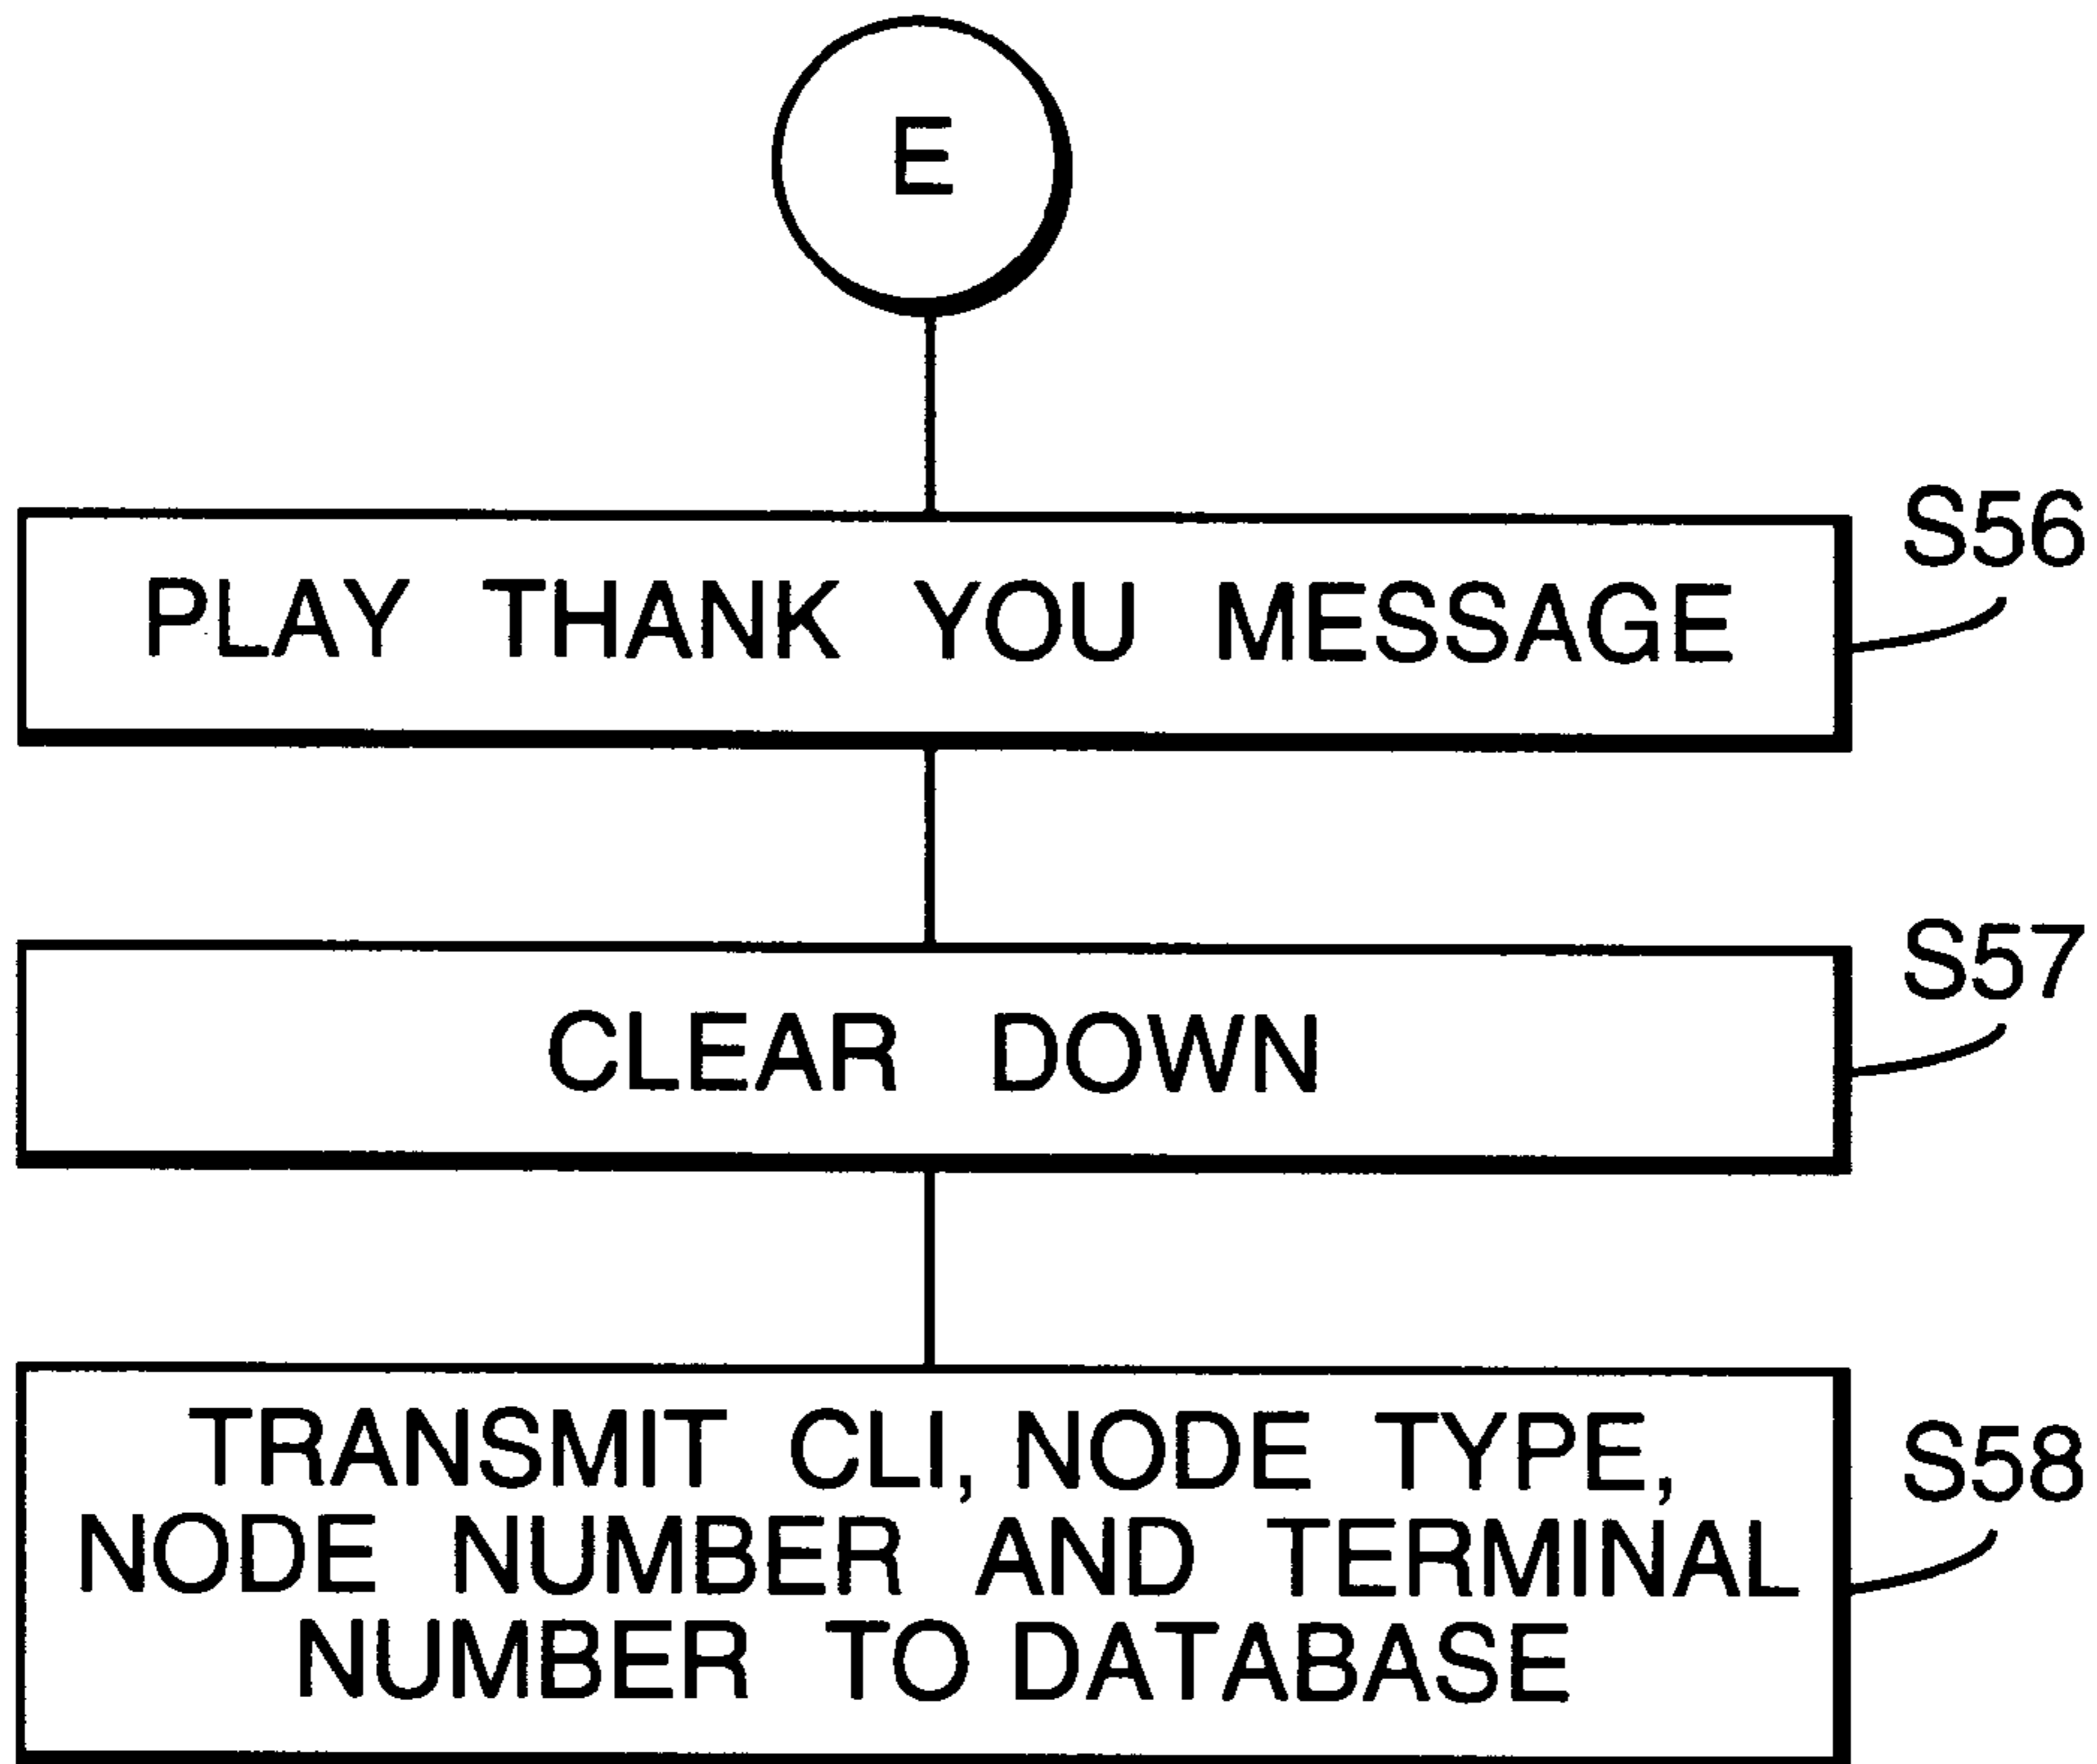 E
S56
PLAY THANK YOU MESSAGE
S57
CLEAR DOWN
S58
TRANSMIT CLI, NODE TYPE,
NODE NUMBER AND TERMINAL
NUMBER TO DATABASE